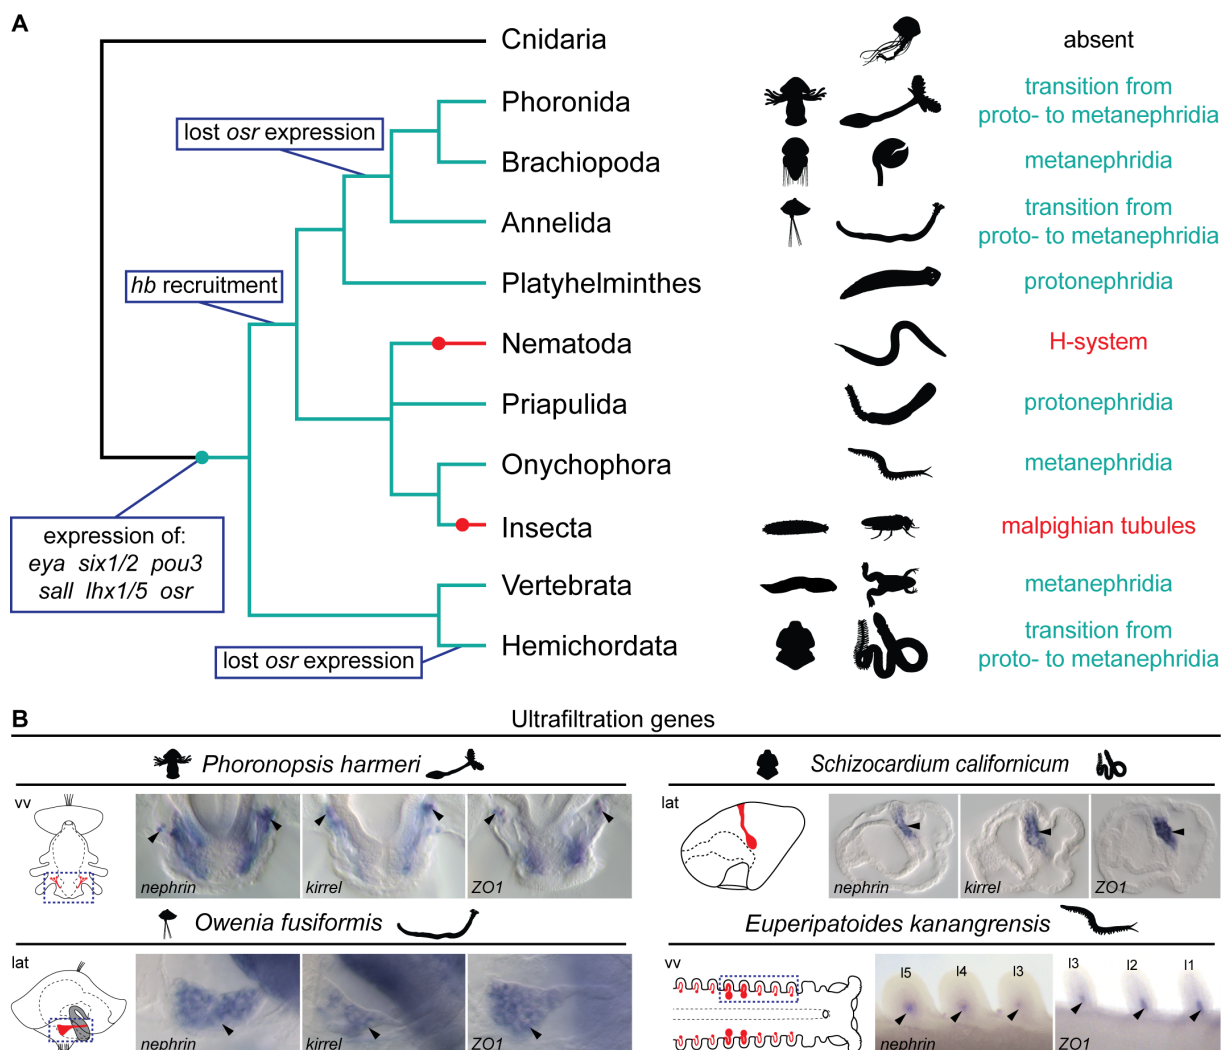 A
Cnidaria
absent
Phoronida
transition from
proto- to metanephridia
lost osr expression
Brachiopoda
metanephridia
Annelida
transition from
proto- to metanephridia
hb recruitment
Platyhelminthes
protonephridia
Nematoda
H-system
Priapulida
protonephridia
Onychophora
metanephridia
Insecta
malpighian tubules
expression of:
eya six1/2 pou3
sall lhx1/5 osr
Vertebrata
metanephridia
Hemichordata
transition from
proto- to metanephridia
lost osr expression
B
Ultrafiltration genes
Phoronopsis harmeri
vv
nephrin
kirrel
ZO1
Schizocardium californicum
lat
nephrin
kirrel
ZO1
Owenia fusiformis
lat
nephrin
kirrel
ZO1
Euperipatoides kanangrensis
vv
l5 l4 l3
nephrin
l3 l2 l1
ZO1